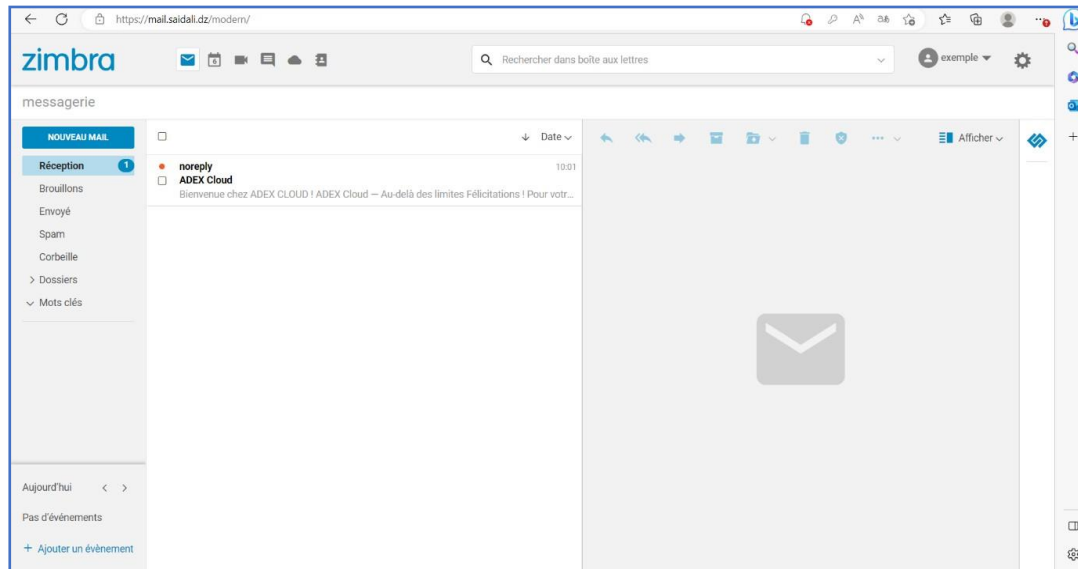 https://mail.saidali.dz/modern/
zimbra
6
Rechercher dans boîte aux lettres
exemple
messagerie
NOUVEAU MAIL
Date
Afficher
Réception 1
Brouillons
Envoyé
Spam
Corbeille
Dossiers
Mots clés
noreply 10:01
ADEX Cloud
Bienvenue chez ADEX CLOUD ! ADEX Cloud — Au-delà des limites Félicitations ! Pour votr...
Aujourd'hui
Pas d'événements
+ Ajouter un évènement